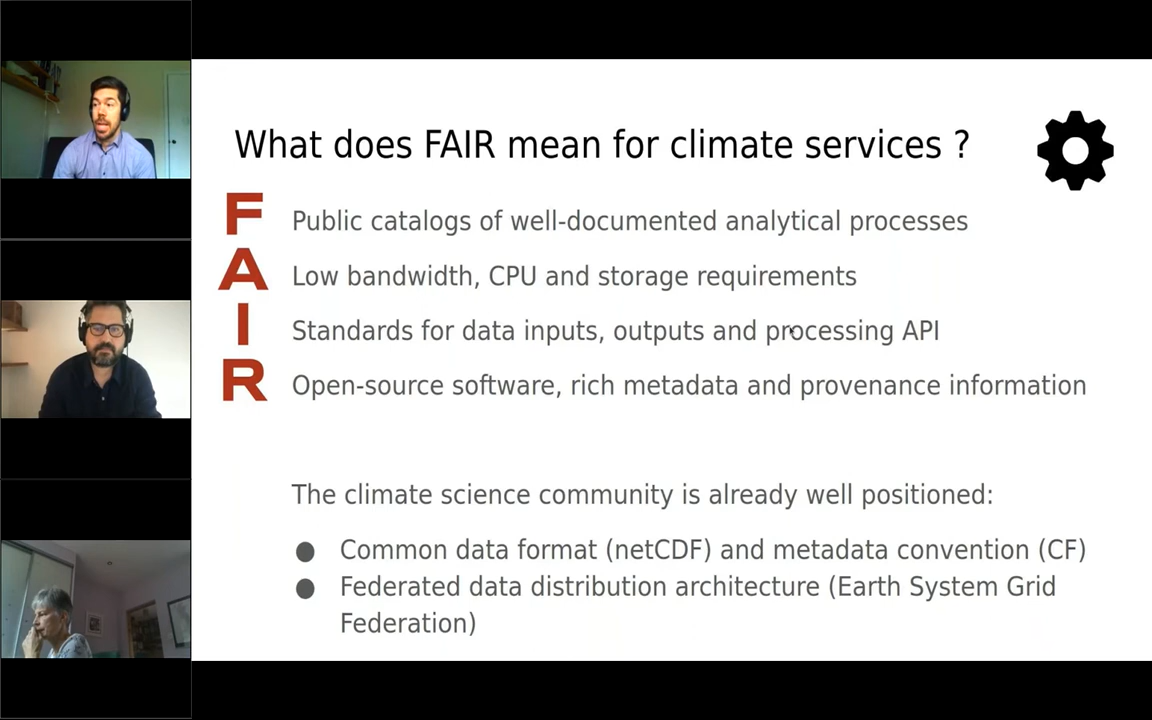 What does FAIR mean for climate services ?
F Public catalogs of well-documented analytical processes
A Low bandwidth, CPU and storage requirements
I Standards for data inputs, outputs and processing API
R Open-source software, rich metadata and provenance information
The climate science community is already well positioned:
● Common data format (netCDF) and metadata convention (CF)
● Federated data distribution architecture (Earth System Grid
Federation)